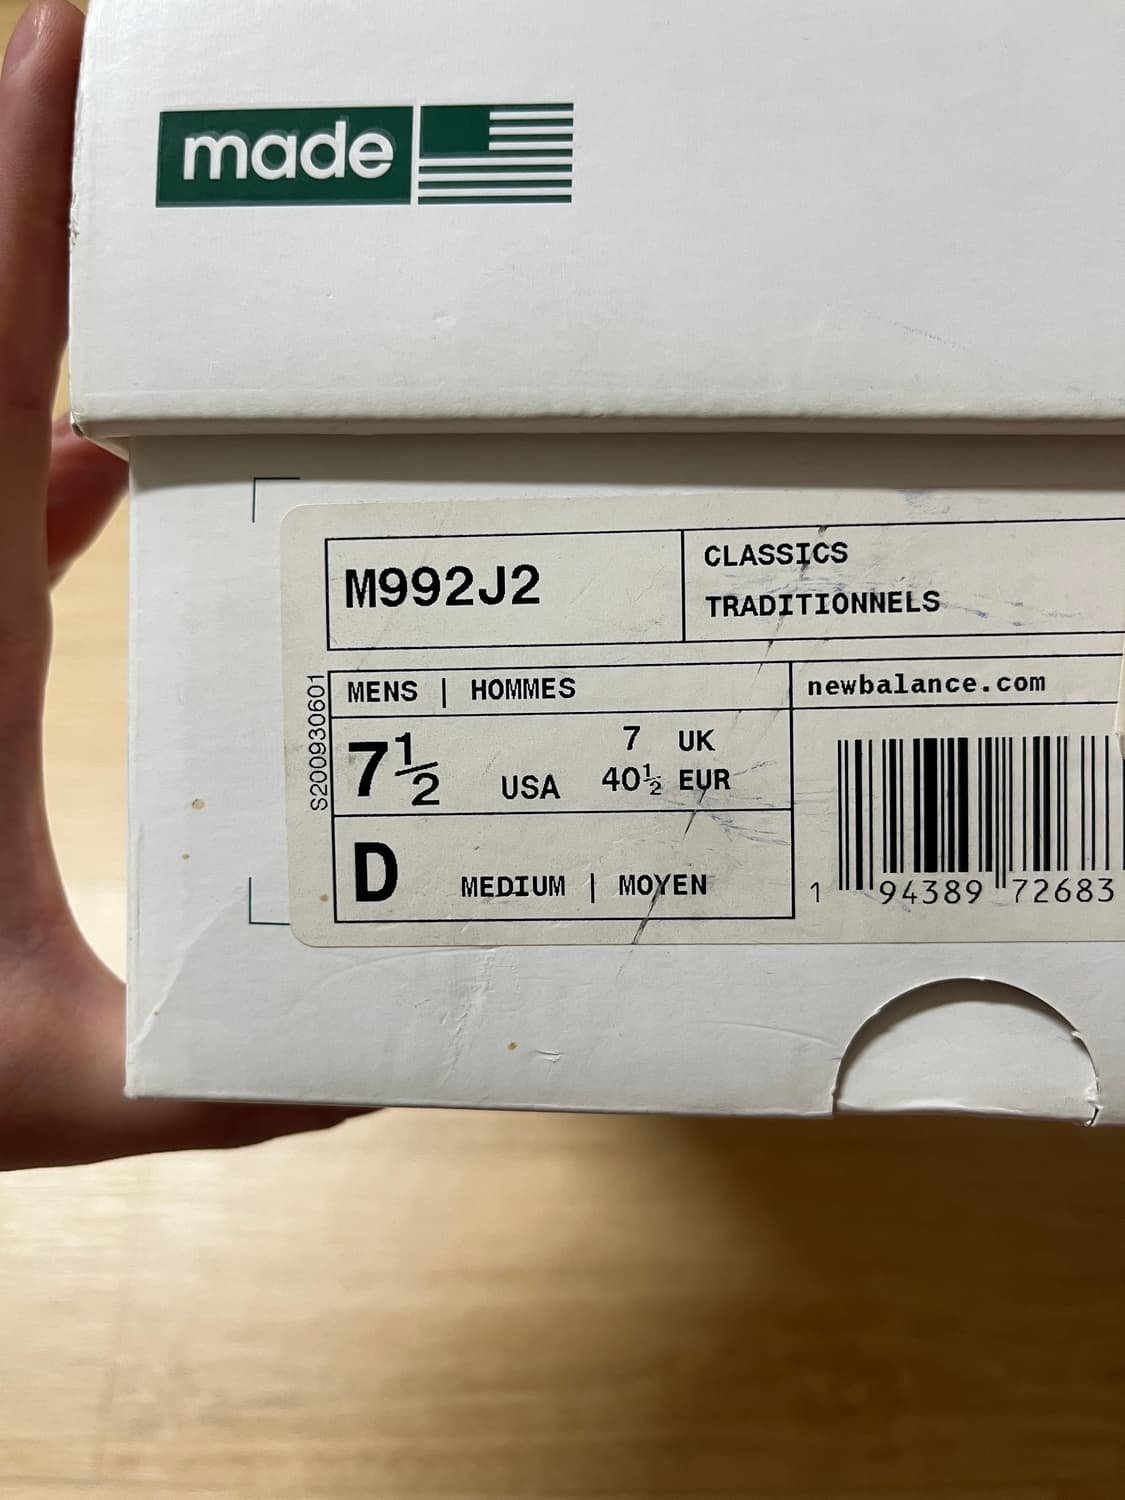 made
M992J2
CLASSICS
TRADITIONNELS
S200930601
MENS | HOMMES
7½ USA
7 UK
40½ EUR
D MEDIUM | MOYEN
newbalance.com
1 94389 72683